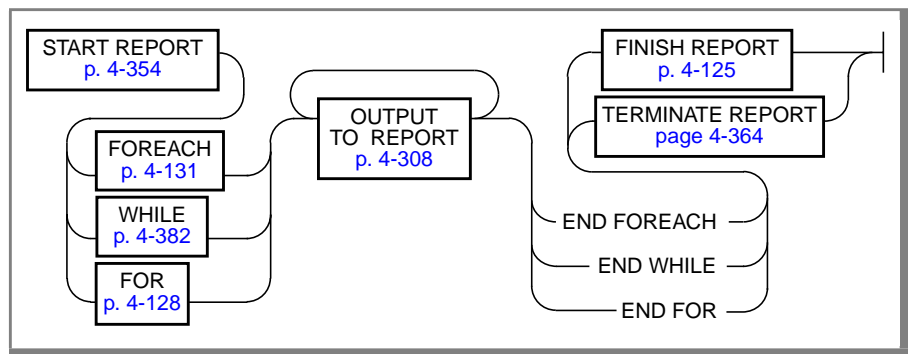 START REPORT
p. 4-354
FOREACH
p. 4-131
WHILE
p. 4-382
FOR
p. 4-128
OUTPUT
TO REPORT
p. 4-308
END FOREACH
END WHILE
END FOR
FINISH REPORT
p. 4-125
TERMINATE REPORT
page 4-364